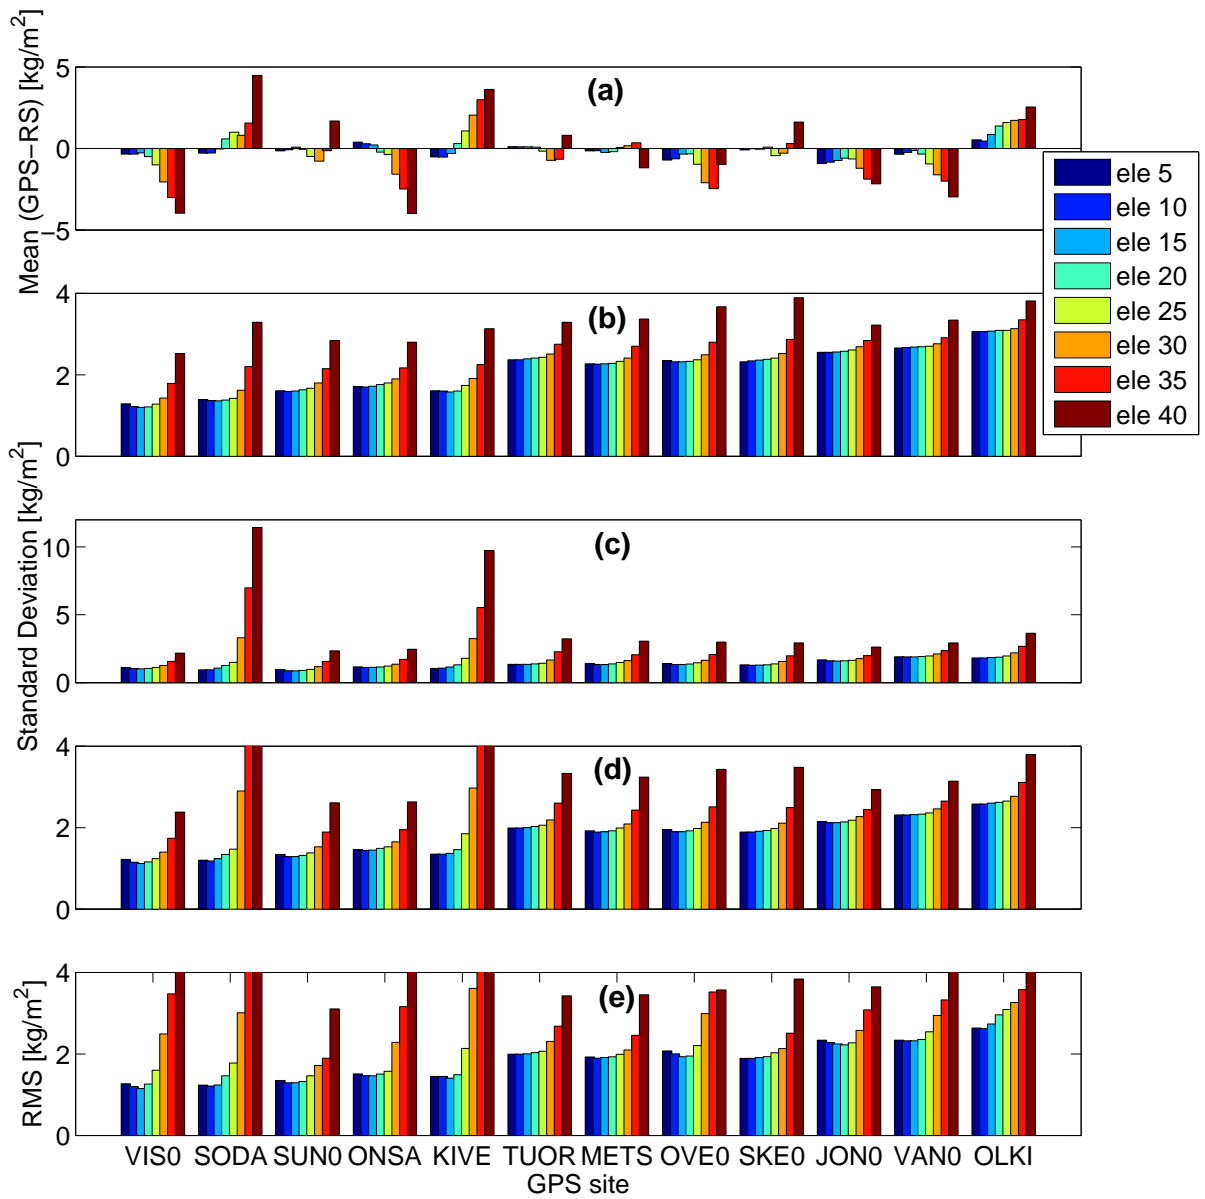 Mean (GPS−RS) [kg/m²]
5
0
−5
(a)
ele 5
ele 10
ele 15
ele 20
ele 25
ele 30
ele 35
ele 40
4
2
0
(b)
Standard Deviation [kg/m²]
10
5
0
(c)
4
2
0
(d)
RMS [kg/m²]
4
2
0
(e)
VIS0 SODA SUN0 ONSA KIVE TUOR METS OVE0 SKE0 JON0 VAN0 OLKI
GPS site